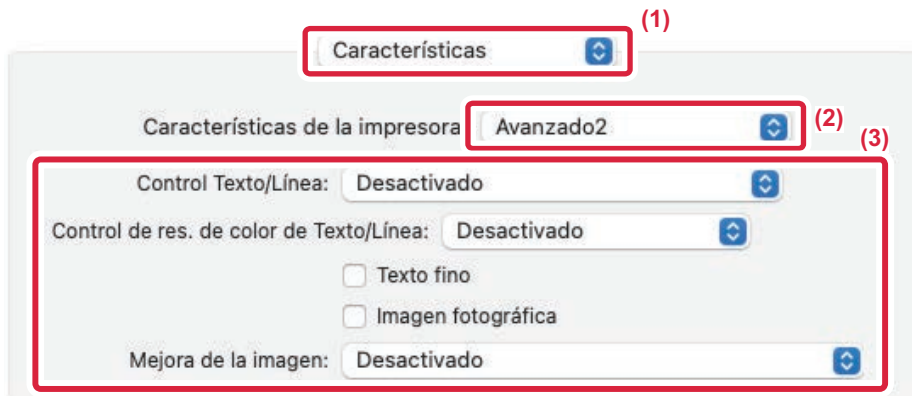 (1)
Características
Características de la impresora Avanzado2 (2)
(3)
Control Texto/Línea: Desactivado
Control de res. de color de Texto/Línea: Desactivado
Texto fino
Imagen fotográfica
Mejora de la imagen: Desactivado